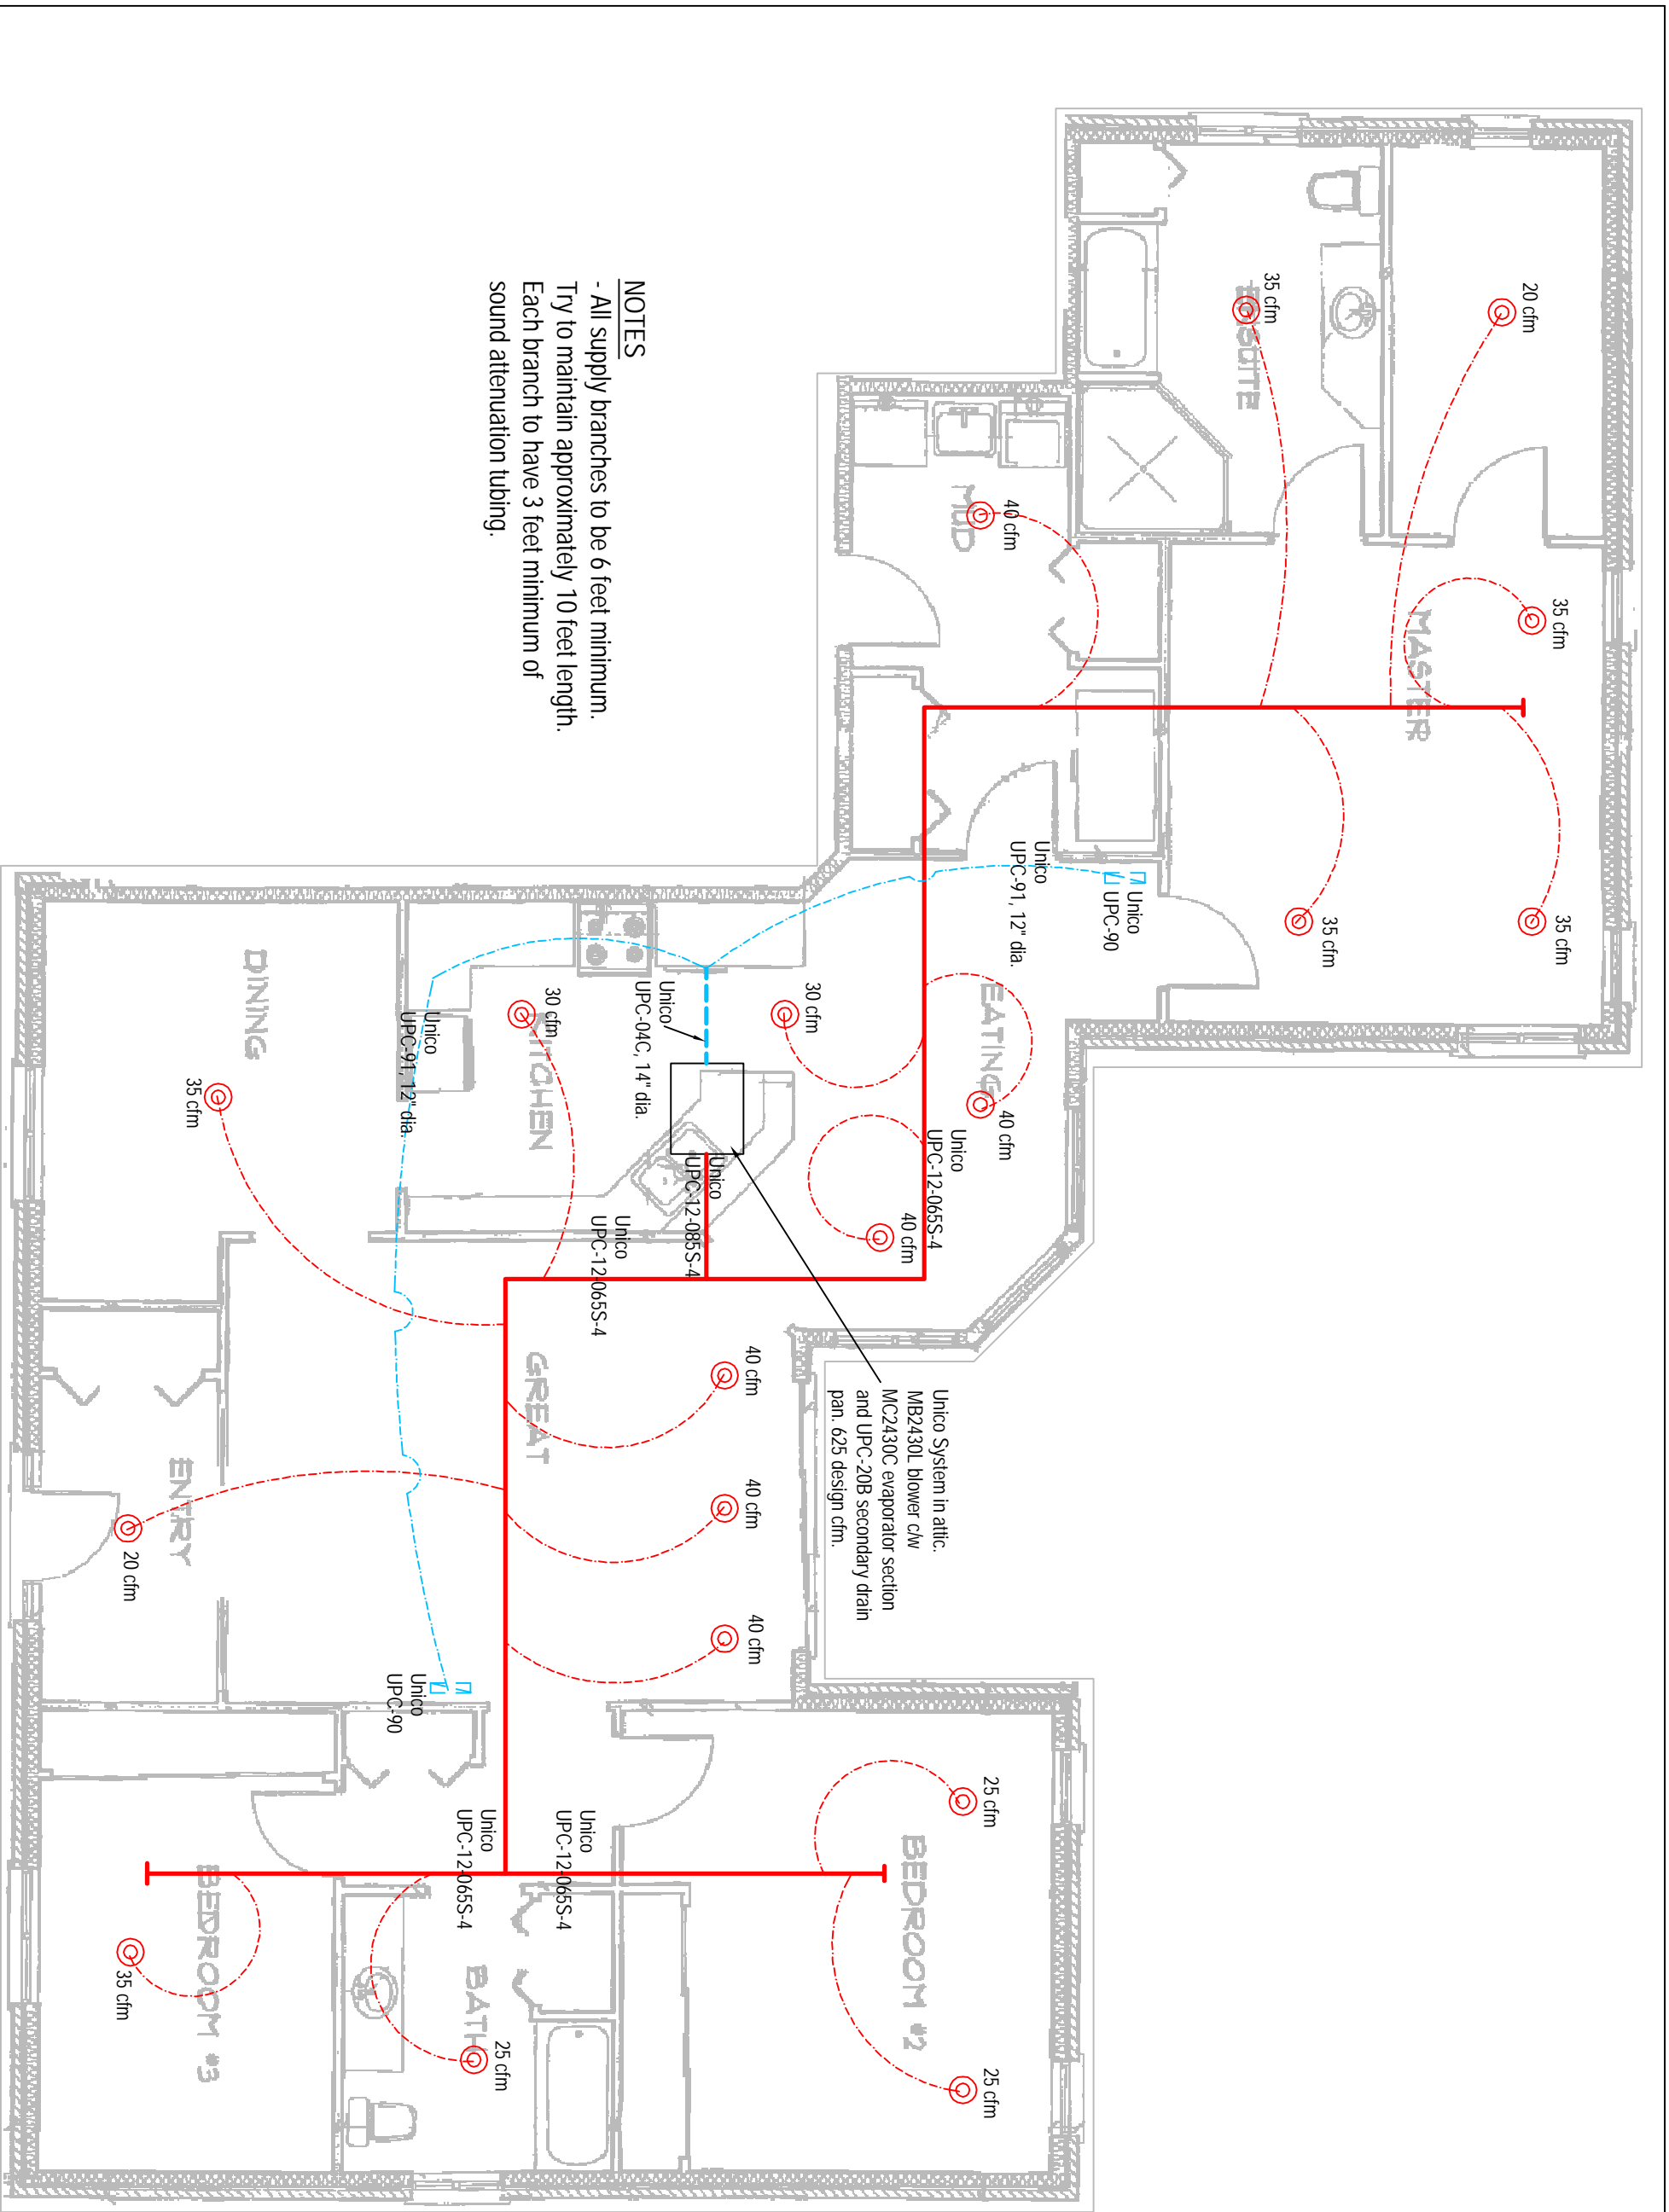 20 cfm
35 cfm
ENSUITE
35 cfm
MASTER
35 cfm
35 cfm
40 cfm
MUD
NOTES
- All supply branches to be 6 feet minimum.
Try to maintain approximately 10 feet length.
Each branch to have 3 feet minimum of
sound attenuation tubing.
Unico
UPC-90
Unico
UPC-91, 12" dia.
EATING
40 cfm
30 cfm
40 cfm
Unico
UPC-12-065S-4
Unico
UPC-04C, 14" dia.
Unico
UPC-12-085S-4
30 cfm
KITCHEN
Unico
UPC-12-065S-4
Unico
UPC-91, 12" dia.
DINING
35 cfm
Unico System in attic.
MB2430L blower c/w
MC2430C evaporator section
and UPC-20B secondary drain
pan. 625 design cfm.
40 cfm
40 cfm
40 cfm
GREAT
ENTRY
20 cfm
Unico
UPC-90
25 cfm
BEDROOM #2
25 cfm
Unico
UPC-12-065S-4
Unico
UPC-12-065S-4
BATH
25 cfm
BEDROOM #3
35 cfm